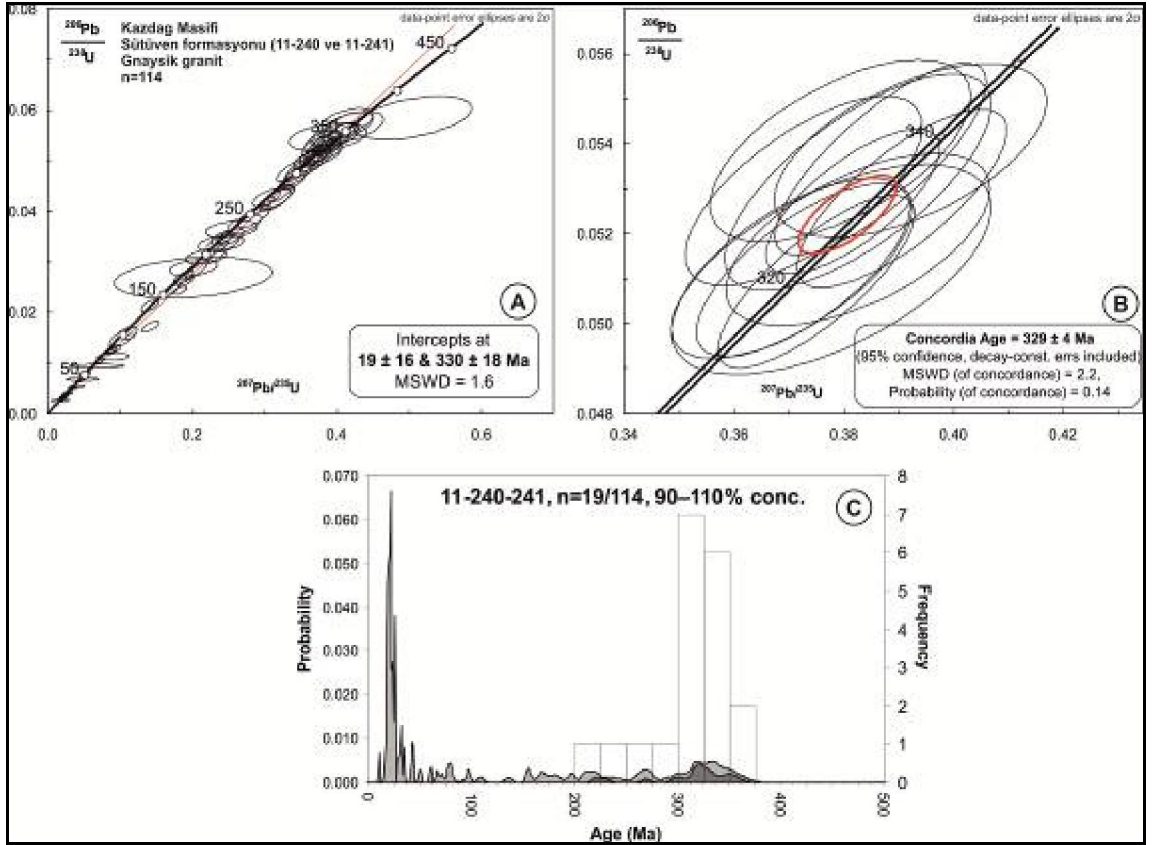 data-point error ellipses are 2σ
0.08
206Pb
238U
Kazdag Masifi
Sütüven formasyonu (11-240 ve 11-241)
Gnaysik granit
n=114
450
350
0.06
250
0.04
150
0.02
50
0.00
A
Intercepts at
19 ± 16 & 330 ± 18 Ma
MSWD = 1.6
207Pb/235U
0.0 0.2 0.4 0.6
data-point error ellipses are 2σ
206Pb
238U
0.056
0.054
340
0.052
320
0.050
0.048
B
Concordia Age = 329 ± 4 Ma
(95% confidence, decay-const. errs included)
MSWD (of concordance) = 2.2,
Probability (of concordance) = 0.14
207Pb/235U
0.34 0.36 0.38 0.40 0.42
11-240-241, n=19/114, 90–110% conc.
C
Probability
0.070
0.060
0.050
0.040
0.030
0.020
0.010
0.000
Frequency
8
7
6
5
4
3
2
1
0
0 100 200 300 400 500
Age (Ma)